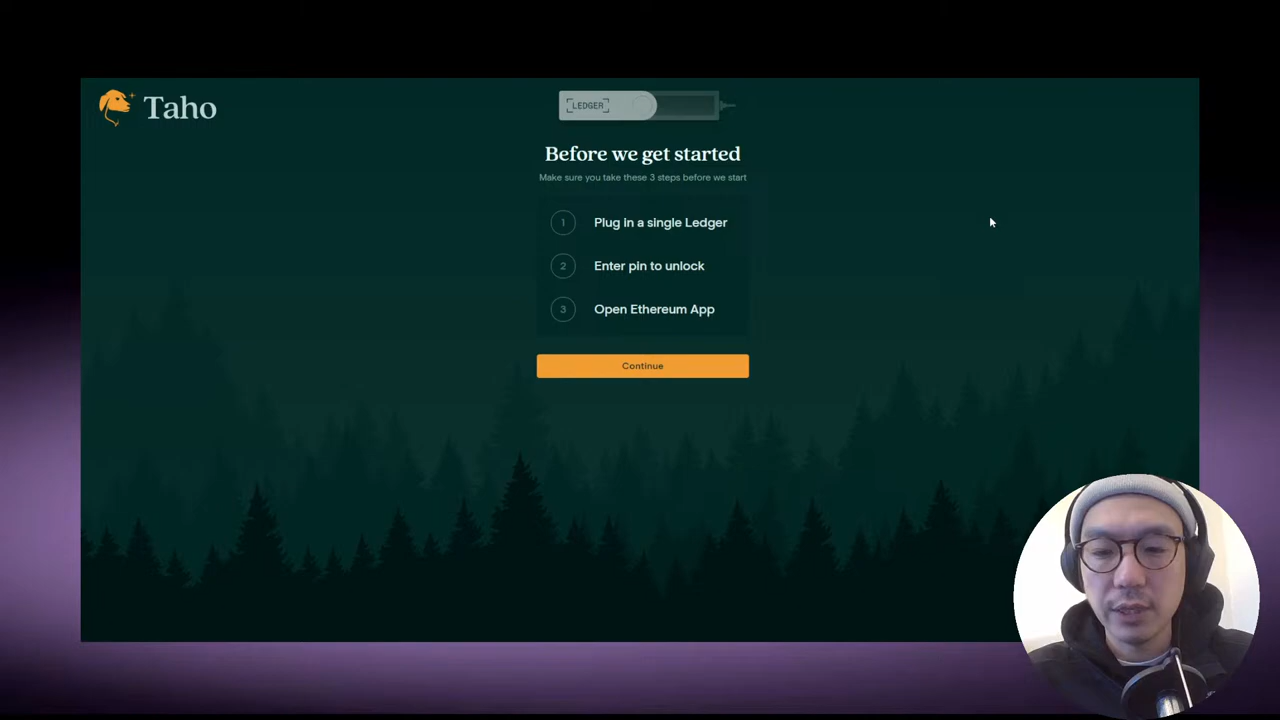 Taho
LEDGER
Before we get started
Make sure you take these 3 steps before we start
1 Plug in a single Ledger
2 Enter pin to unlock
3 Open Ethereum App
Continue